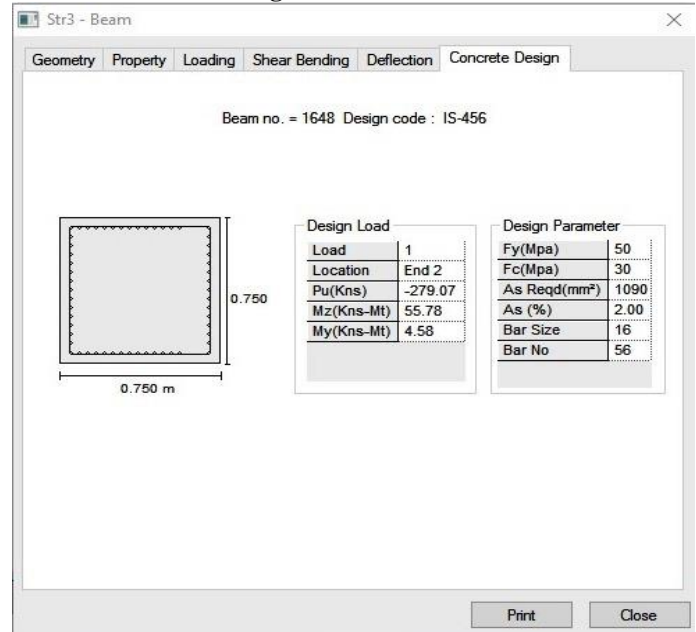 Str3 - Beam
Geometry Property Loading Shear Bending Deflection Concrete Design
Beam no. = 1648 Design code : IS-456
0.750
0.750 m
Design Load
Load 1
Location End 2
Pu(Kns) -279.07
Mz(Kns-Mt) 55.78
My(Kns-Mt) 4.58
Design Parameter
Fy(Mpa) 50
Fc(Mpa) 30
As Reqd(mm²) 1090
As (%) 2.00
Bar Size 16
Bar No 56
Print Close